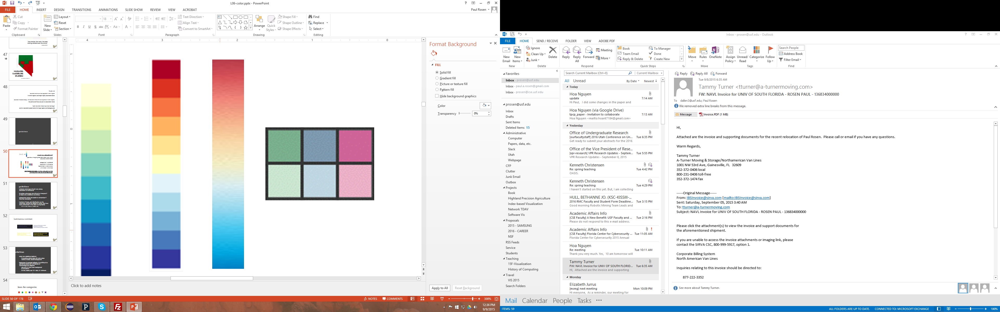 L06-color.pptx - PowerPoint
FILE HOME INSERT DESIGN TRANSITIONS ANIMATIONS SLIDE SHOW REVIEW VIEW ACROBAT
Paul Rosen
Paste
Cut
Copy
Format Painter
Clipboard
New Slide
Layout
Reset
Section
Slides
18
Font
Text Direction
Align Text
Convert to SmartArt
Paragraph
Arrange
Quick Styles
Shape Fill
Shape Outline
Shape Effects
Drawing
Find
Replace
Select
Editing
47
48
49
guidelines
50
51
guidelines
52
luminance contrast
53
54
hues for categories
4 3 2 1 0
Format Background
FILL
Solid fill
Gradient fill
Picture or texture fill
Pattern fill
Hide background graphics
Color
Transparency 0%
Apply to All Reset Background
Click to add notes
SLIDE 50 OF 178
NOTES COMMENTS 300%
12:36 PM
9/9/2015
Inbox - prosen@usf.edu - Outlook
FILE HOME SEND / RECEIVE FOLDER VIEW ADOBE PDF
New Email
New Items
New
Ignore
Clean Up
Junk
Delete
Delete
Reply
Reply All
Forward
Meeting
More
Respond
Book
Team Email
Reply & Delete
To Manager
Done
Create New
Quick Steps
Move
Rules
OneNote
Move
Assign Policy
Unread/ Read
Categorize
Follow Up
Tags
Search People
Address Book
Filter Email
Find
Favorites
Inbox - prosen@usf.edu
Inbox - paul.a.rosen@gmail.com
Inbox - prosen@cse.usf.edu
prosen@usf.edu
Inbox
Drafts
Sent Items
Deleted Items 15
Administrative
Computer
Papers, data, etc.
Slack
Utah
Webpage
CFP
Clutter
Junk Email
Outbox
Projects
Book
Highland Precision Agriculture
Index-based Visualization
Network TDAV
Software Vis
Proposals
2015 - SAMSUNG
2016 - CAREER
NSF
RSS Feeds
Service
Students
Teaching
15F-Visualization
History of Computing
Travel
VIS 2015
Search Folders
Search Current Mailbox (Ctrl+E) Current Mailbox
All Unread By Date Newest
Today
Hoa Nguyen
update 7:14 AM
Hi Paul, I did some changes in the paper and
Hoa Nguyen (via Google Drive)
tpcp_paper - Invitation to collaborate 7:13 AM
Hoa Nguyen <mailto:hoant7184@gmail.com>
Yesterday
Office of Undergraduate Research
[ourfacultystaff] 2016 Utah Conference on Un... Tue 6:35 PM
Get ready to submit your abstracts for the 2016
Office of the Vice President of Rese...
[vpr-research] VPR Research Updates - Septem... Tue 5:55 PM
VPR Research Updates - September 8, 2015
Kenneth Christensen
Re: spring teaching Tue 4:42 PM
OASIS.
Kenneth Christensen
Re: spring teaching Tue 4:29 PM
I haven't started on this yet. But, I am collecting
HULL, BETHANNE JO. (KSC-KISSIII-...
2016 RMC Faculty and Student Form Deadline... Tue 3:15 PM
Good morning Robotic Mining Team Leads and
Academic Affairs Info
[CSE Faculty] A New Benefit: USF Faculty and ... Tue 2:16 PM
Please do not respond to this e-mail address.
Academic Affairs Info
[CSE Faculty] Florida Center for Cybersecurity ... Tue 11:05 AM
Florida Center for Cybersecurity 2015 Annual
Hoa Nguyen
Re: meeting Tue 10:11 AM
Thank you very much. Yes, 10 am tomorrow will
Tammy Turner
FW: NAVL Invoice for UNIV OF SOUTH FLORID... Tue 6:35 AM
HI, Attached are the invoice and supporting
Monday
Elizabeth Jurrus
[msmg] next meeting Mon 10:09 PM
Hi everyone, As a reminder, our meeting for
Reply Reply All Forward
Tue 9/8/2015 6:35 AM
Tammy Turner <tturner@a-turnermoving.com>
FW: NAVL Invoice for UNIV OF SOUTH FLORIDA - ROSEN PAUL - 136834000000
To dallen3@usf.edu; Paul Rosen
We removed extra line breaks from this message.
Message Invoice.PDF (1 MB)
HI,
Attached are the invoice and supporting documents for the recent relocation of Paul Rosen. Please call or email if you have any questions.
Warm Regards,
Tammy Turner
A-Turner Moving & Storage/Northamerican Van Lines
1001 NW 53rd Ave, Gainesville, FL 32609
352-372-0406 local
800-231-0406 toll-free
352-372-1474 fax
-----Original Message-----
From: IBSInvoice@sirva.com [mailto:IBSInvoice@sirva.com]
Sent: Saturday, September 05, 2015 3:40 AM
To: tturner@a-turnermoving.com
Subject: NAVL Invoice for UNIV OF SOUTH FLORIDA - ROSEN PAUL - 136834000000
Please click the attachment(s) to view the invoice and support documents for
the aforementioned shipment.
If you are unable to access the invoice attachments or imaging link, please
contact the SIRVA CSC, 800-999-5917, option 1.
Corporate Billing System
North American Van Lines
Inquiries relating to this invoice should be directed to:
877-222-3352
See more about Tammy Turner.
Mail Calendar People Tasks ...
ITEMS: 59
ALL FOLDERS ARE UP TO DATE. CONNECTED TO: MICROSOFT EXCHANGE 100%